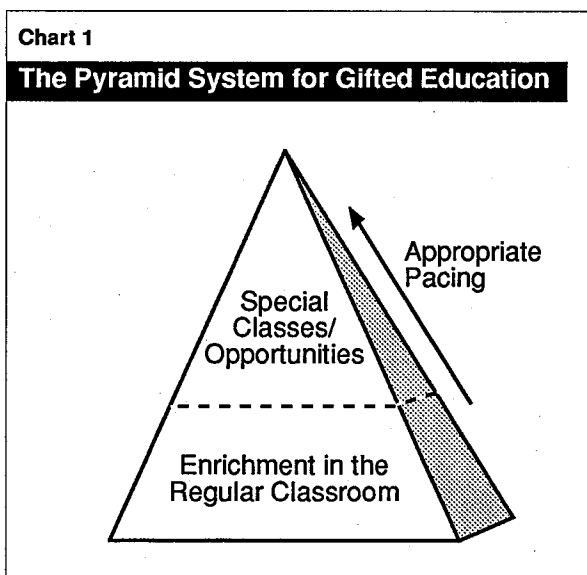 Chart 1
The Pyramid System for Gifted Education
Appropriate
Pacing
Special
Classes/
Opportunities
Enrichment in the
Regular Classroom